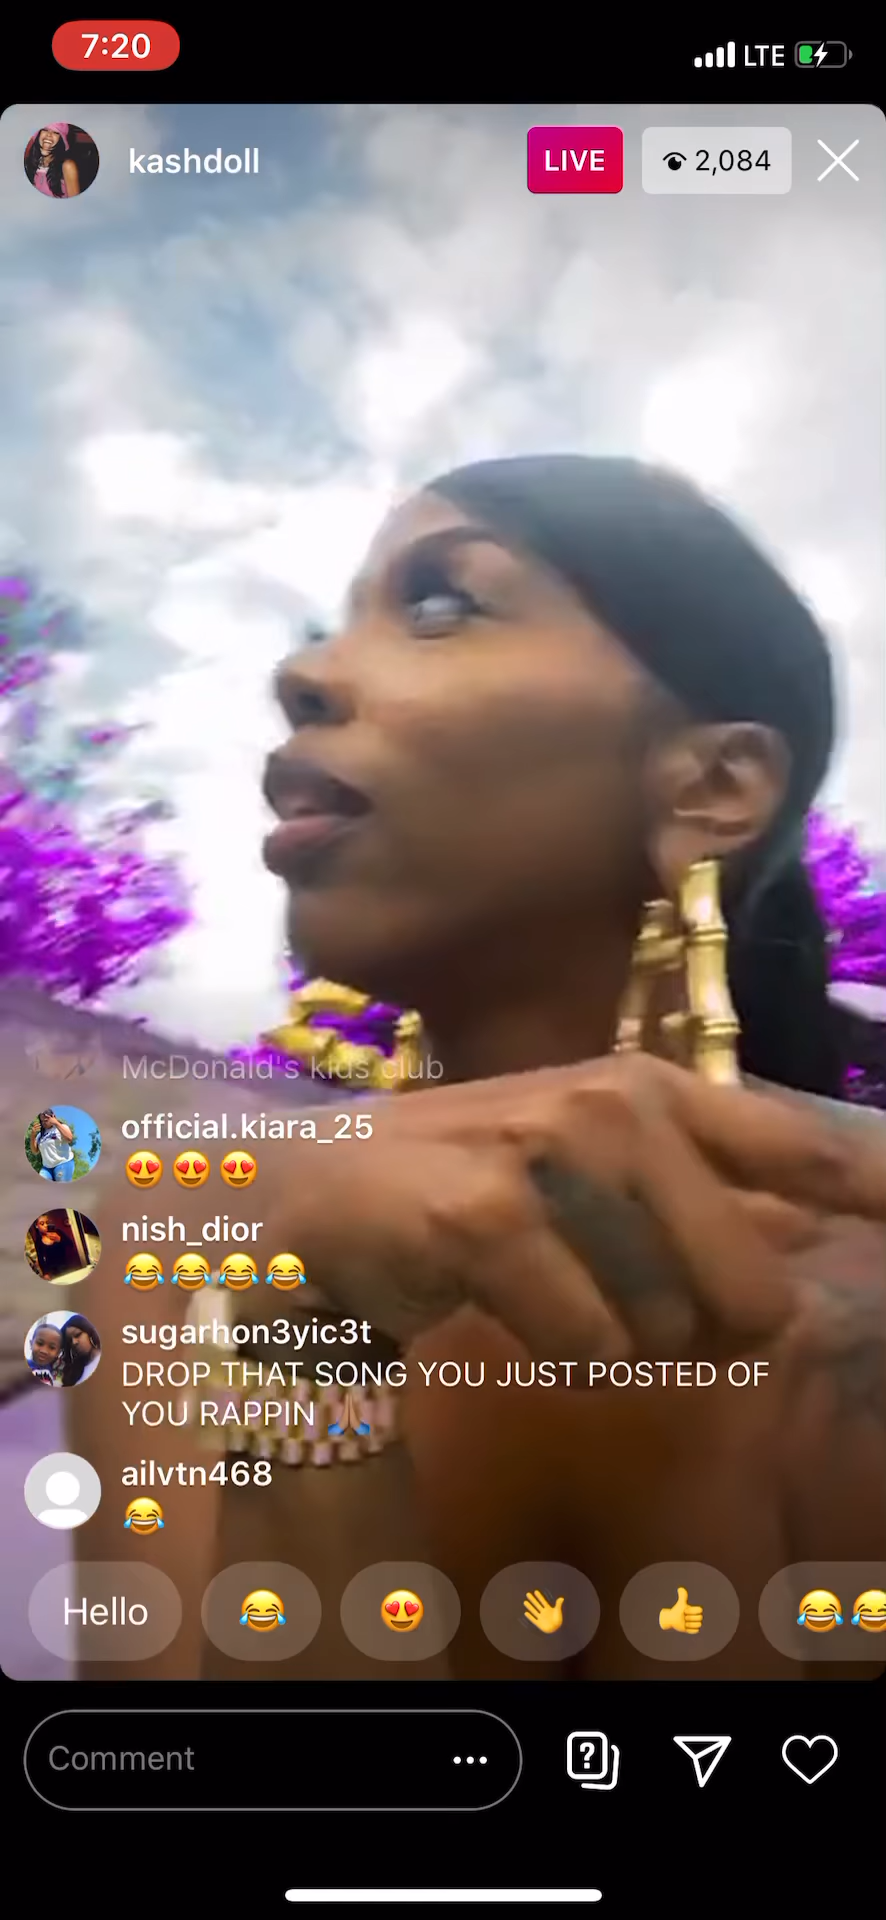 7:20
LTE
kashdoll
LIVE
2,084
McDonald's kids club
official.kiara_25
😍😍😍
nish_dior
😂😂😂😂
sugarhon3yic3t
DROP THAT SONG YOU JUST POSTED OF
YOU RAPPIN 🙏🏽
ailvtn468
😂
Hello 😂 😍 👋 👍 😂😂
Comment